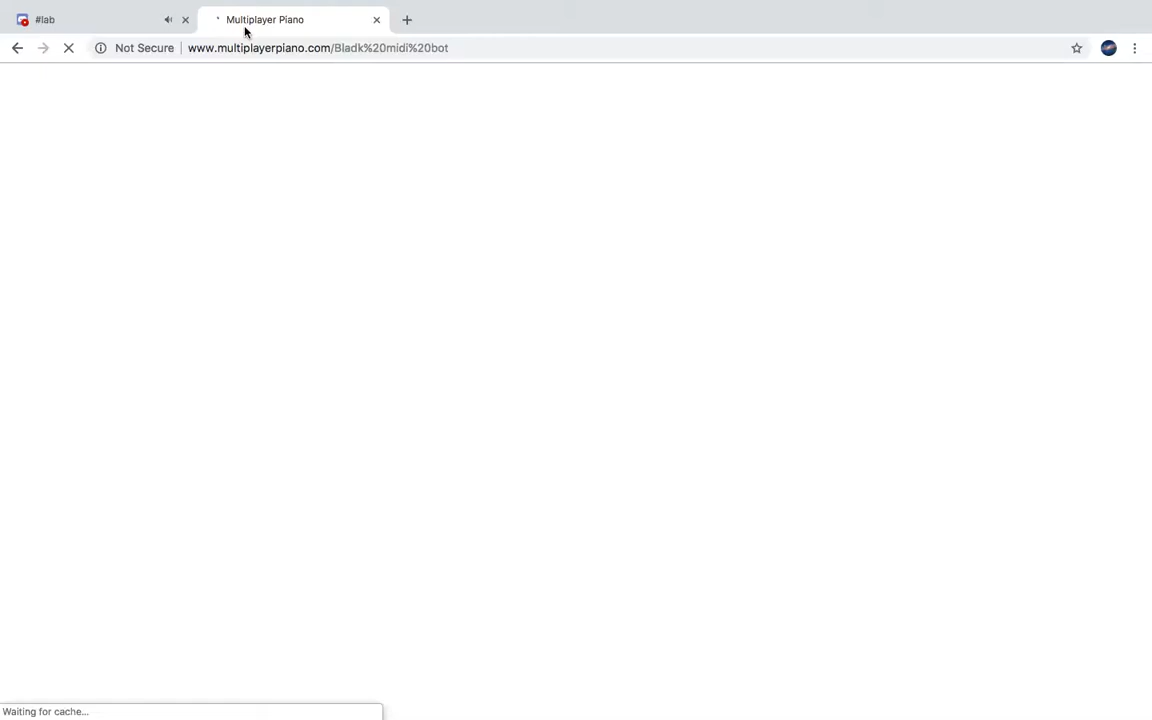 #lab
Multiplayer Piano
Not Secure www.multiplayerpiano.com/Bladk%20midi%20bot
Waiting for cache...